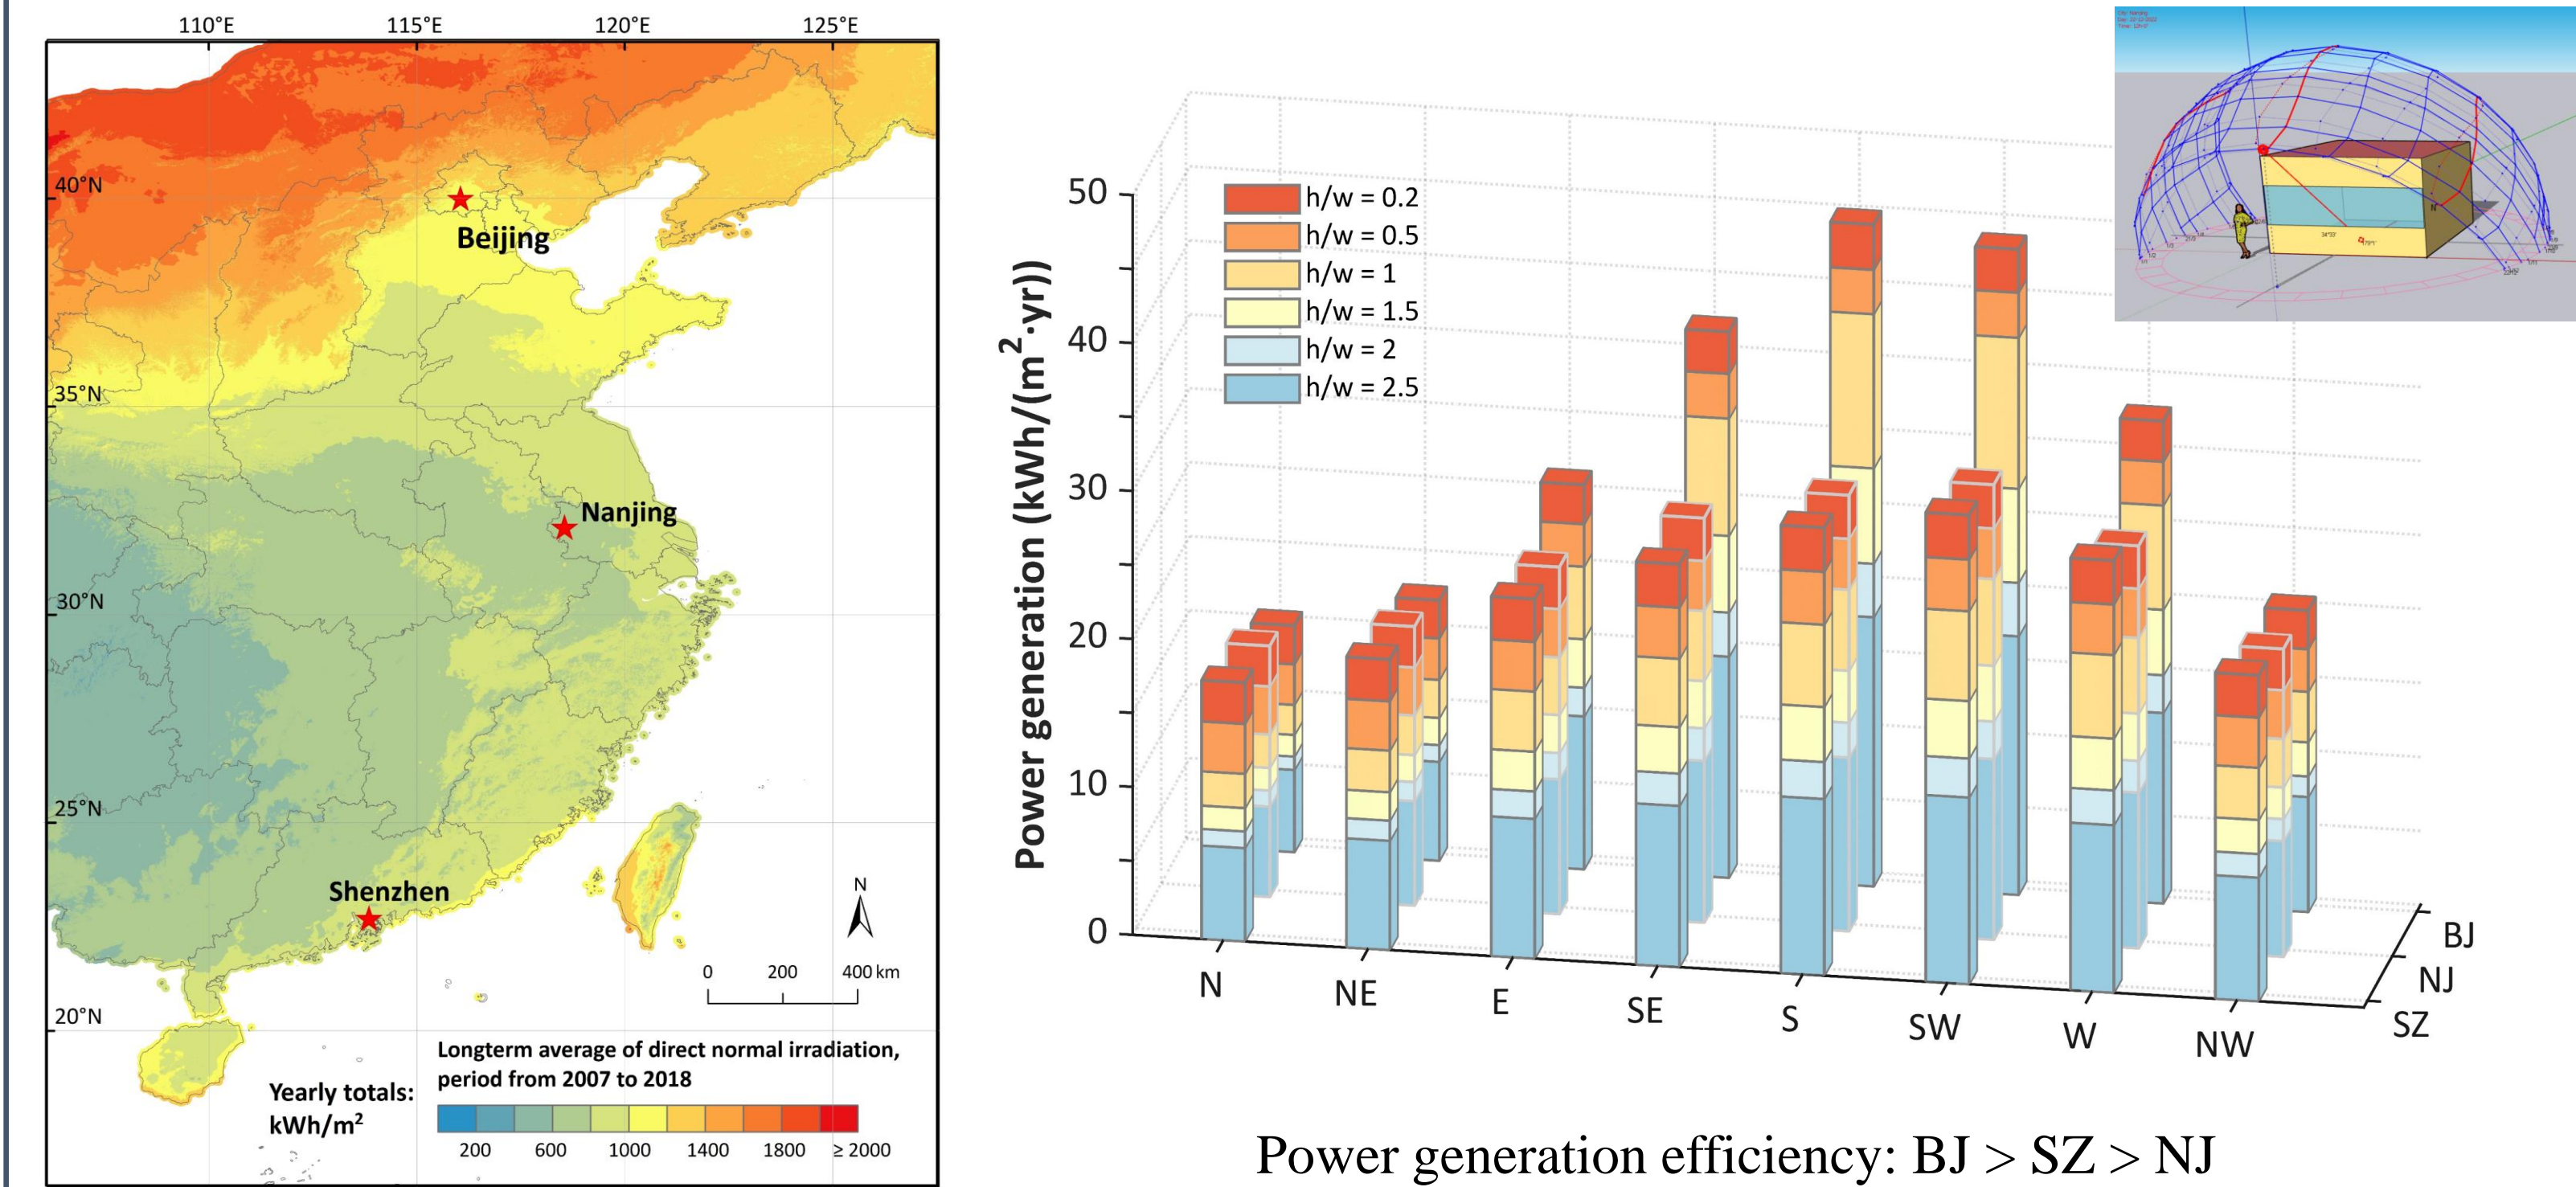 110°E
115°E
120°E
125°E
40°N
35°N
30°N
25°N
20°N
Beijing
Nanjing
Shenzhen
N
0 200 400 km
Longterm average of direct normal irradiation,
period from 2007 to 2018
Yearly totals:
kWh/m²
200 600 1000 1400 1800 ≥ 2000
Power generation (kWh/(m²·yr))
50
40
30
20
10
0
h/w = 0.2
h/w = 0.5
h/w = 1
h/w = 1.5
h/w = 2
h/w = 2.5
N
NE
E
SE
S
SW
W
NW
BJ
NJ
SZ
Power generation efficiency: BJ > SZ > NJ